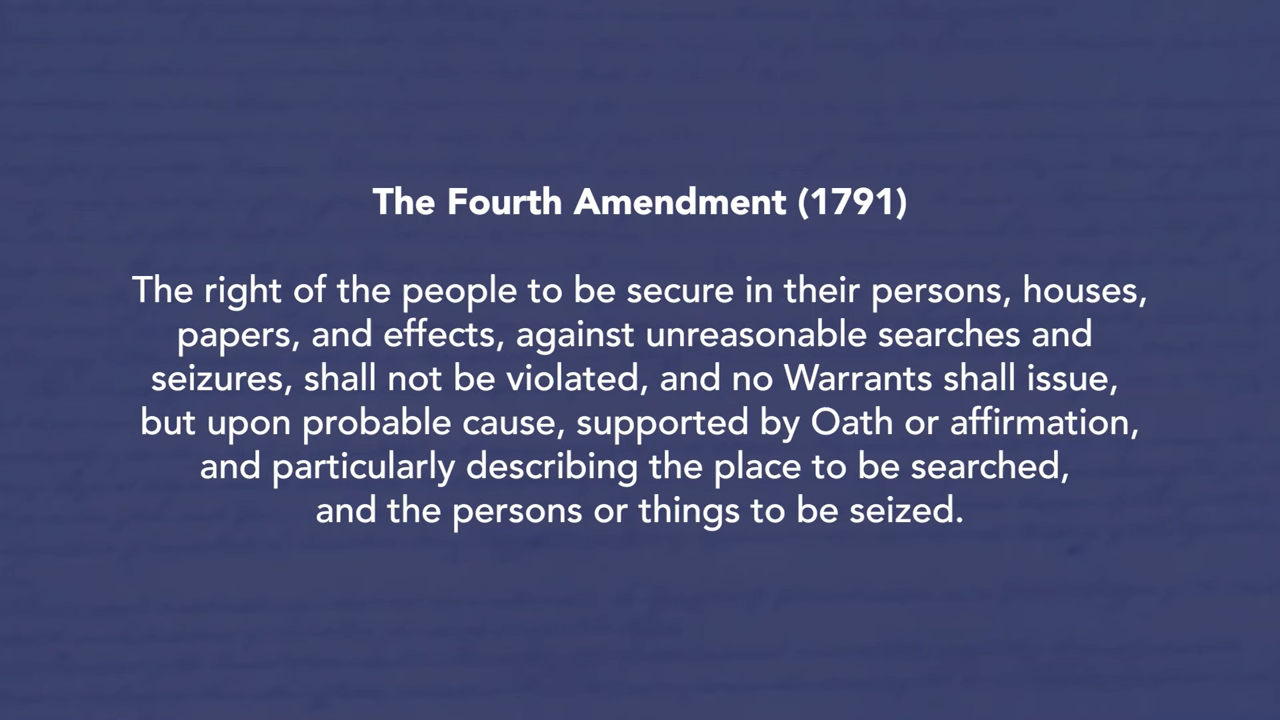 The Fourth Amendment (1791)
The right of the people to be secure in their persons, houses,
papers, and effects, against unreasonable searches and
seizures, shall not be violated, and no Warrants shall issue,
but upon probable cause, supported by Oath or affirmation,
and particularly describing the place to be searched,
and the persons or things to be seized.